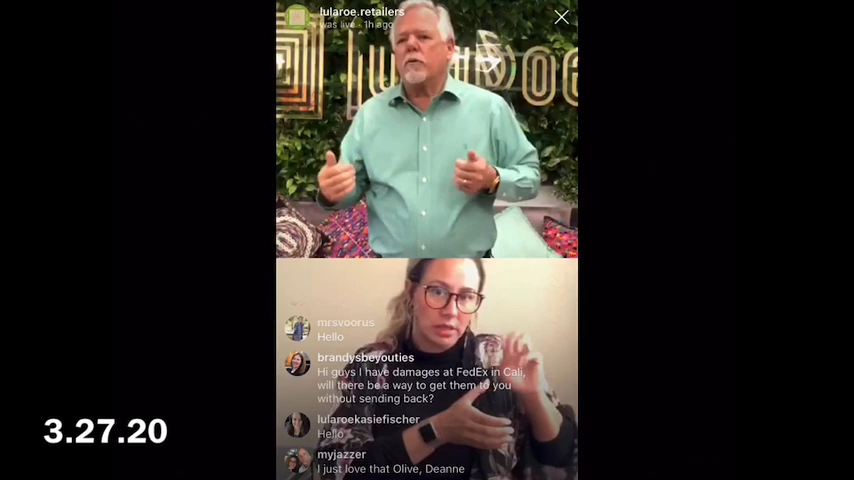 lularoe.retailers
was live · 1h ago
mrsvoorus
Hello
brandysbeyouties
Hi guys I have damages at FedEx in Cali,
will there be a way to get them to you
without sending back?
lularoekasiefischer
Hello
myjazzer
I just love that Olive, Deanne
3.27.20